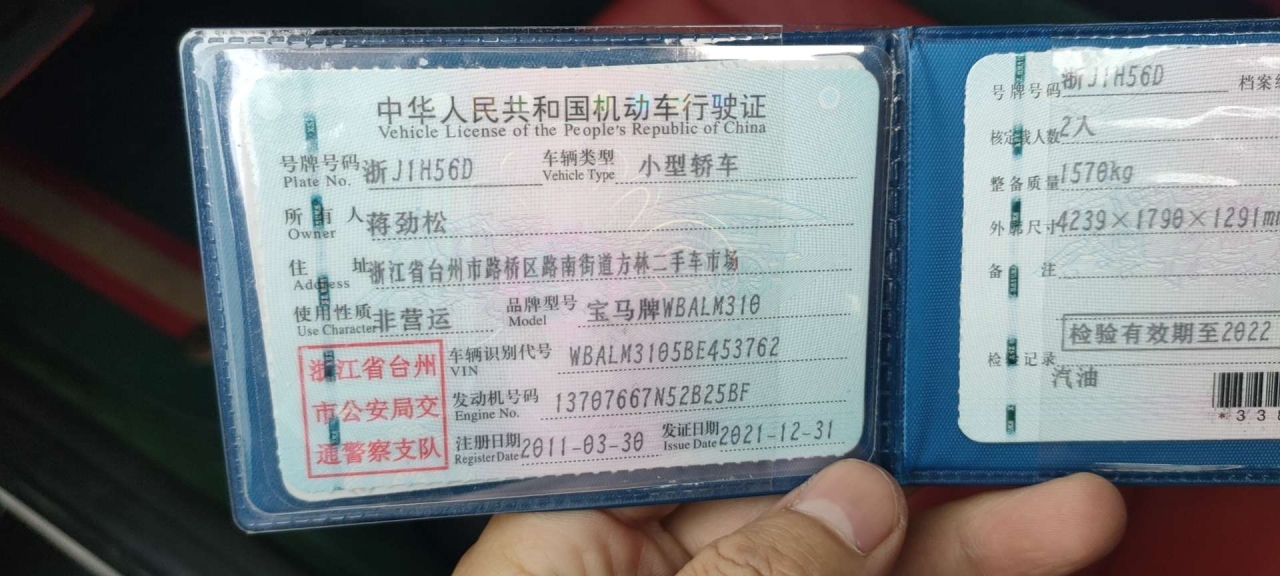 中华人民共和国机动车行驶证
Vehicle License of the People's Republic of China
号牌号码 浙J1H56D 车辆类型 小型轿车
Plate No. Vehicle Type
所有人 蒋劲松
Owner
住址 浙江省台州市路桥区路南街道方林二手车市场
Address
使用性质 非营运 品牌型号 宝马牌WBALM310
Use Character Model
浙江省台州
市公安局交
通警察支队
车辆识别代号 WBALM3105BE453762
VIN
发动机号码 13707667N52B25BF
Engine No.
注册日期 2011-03-30 发证日期 2021-12-31
Register Date Issue Date
号牌号码 浙J1H56D 档案
核定载人数 2人
整备质量 1570kg
外廓尺寸 4239×1790×1291m
备注
检验有效期至2022
检验记录
汽油
*33